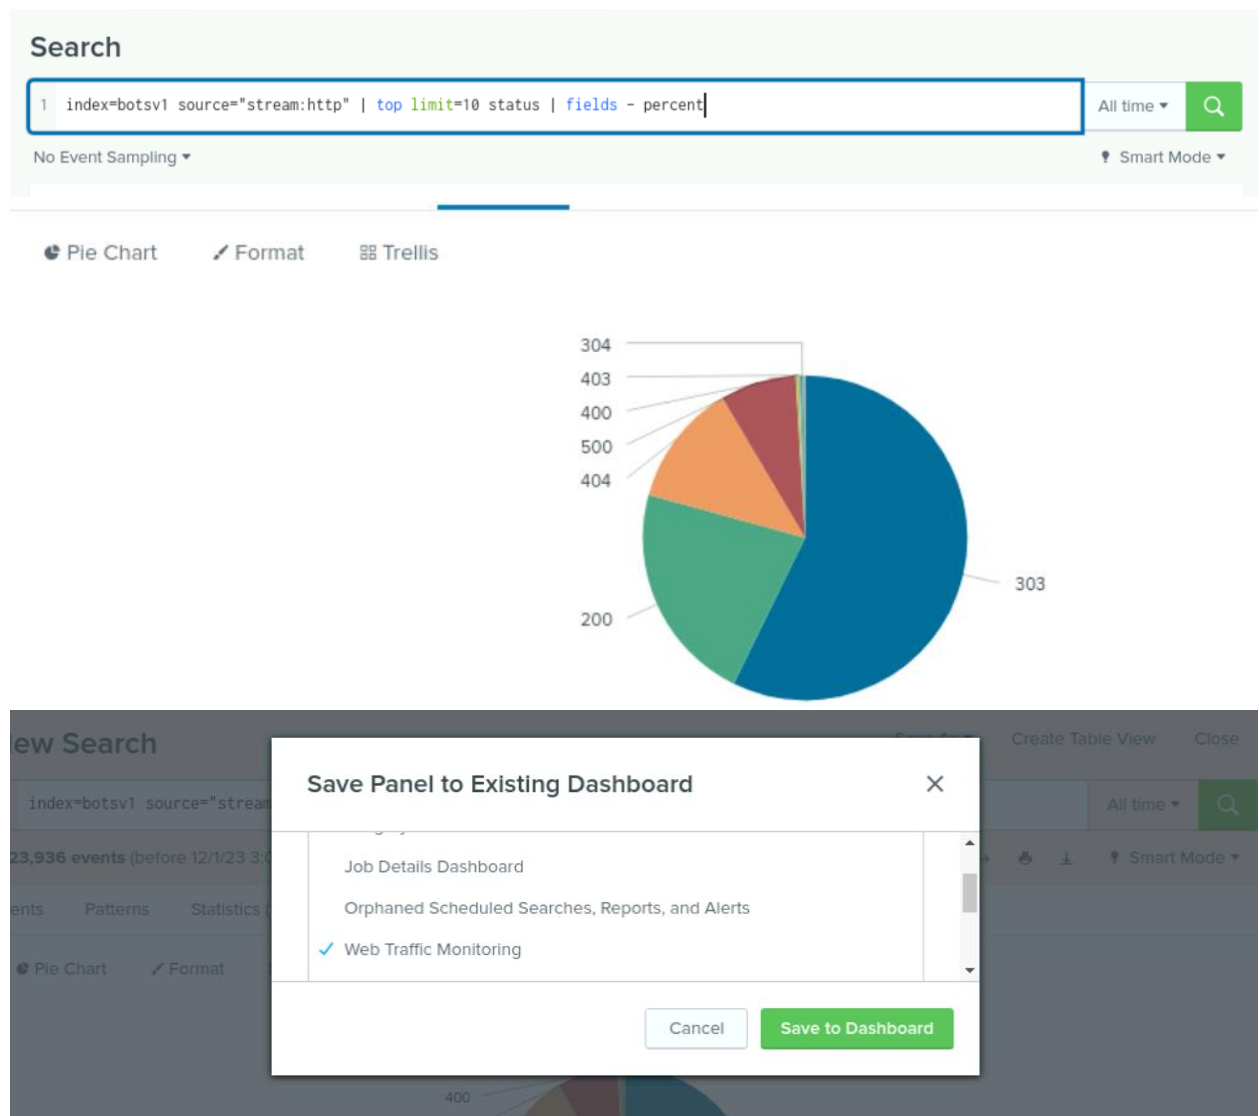 Search
1 index=botsv1 source="stream:http" | top limit=10 status | fields - percent
All time
No Event Sampling
Smart Mode
Pie Chart Format Trellis
304
403
400
500
404
303
200
ew Search
Create Table View Close
Save Panel to Existing Dashboard
index=botsv1 source="stream
All time
23,936 events (before 12/1/23 3:0
Smart Mode
Job Details Dashboard
ents Patterns Statistics (
Orphaned Scheduled Searches, Reports, and Alerts
Web Traffic Monitoring
Pie Chart Format
Cancel Save to Dashboard
400